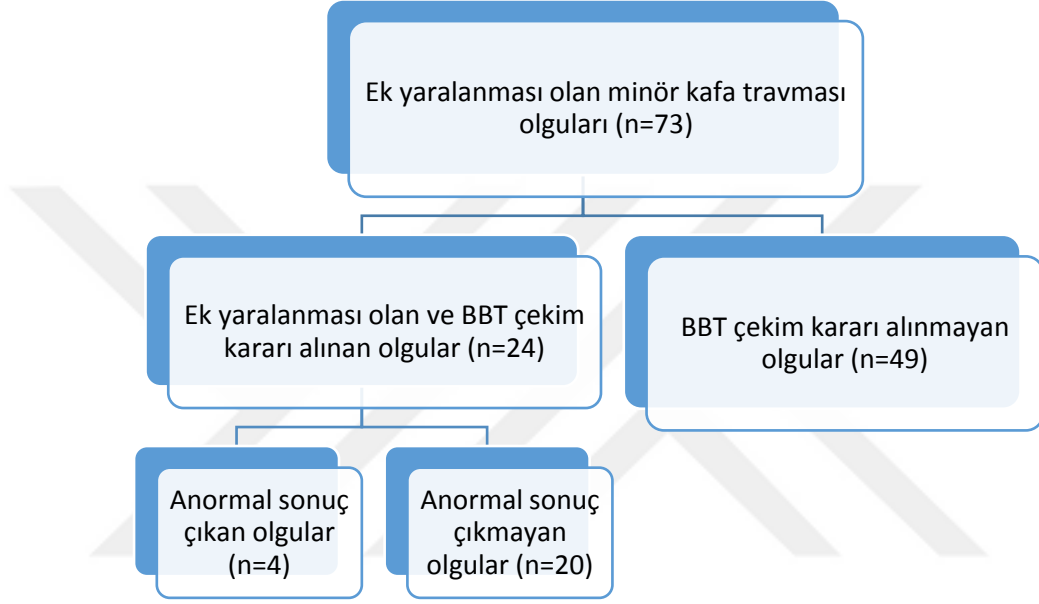 Ek yaralanması olan minör kafa travması
olguları (n=73)
Ek yaralanması olan ve BBT çekim
kararı alınan olgular (n=24)
BBT çekim kararı alınmayan
olgular (n=49)
Anormal sonuç
çıkan olgular
(n=4)
Anormal sonuç
çıkmayan
olgular (n=20)